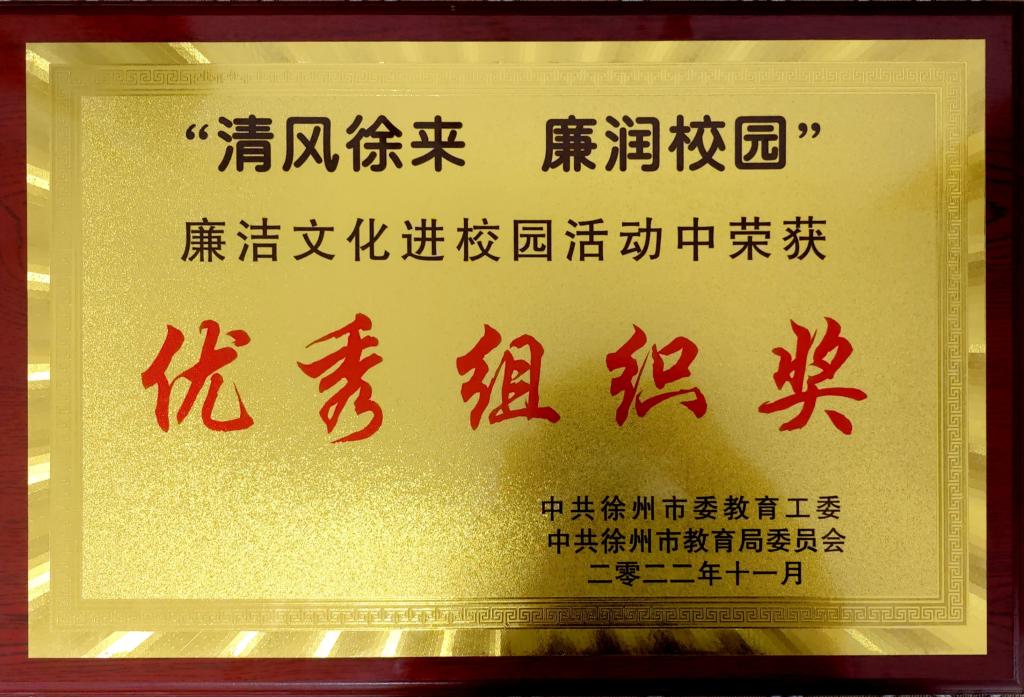 “清风徐来 廉润校园”
廉洁文化进校园活动中荣获
优秀组织奖
中共徐州市委教育工委
中共徐州市教育局委员会
二零二二年十一月